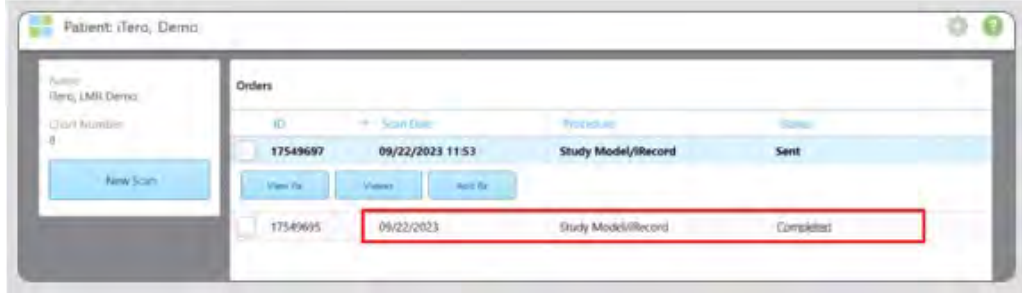 Patient: iTero, Demo
?
Name:
iTero, LMR Demo
Chart Number:
8
New Scan
Orders
ID Scan Date Procedure Status
17549697 09/22/2023 11:53 Study Model/iRecord Sent
View Rx Viewer Add Rx
17549695 09/22/2023 Study Model/iRecord Completed